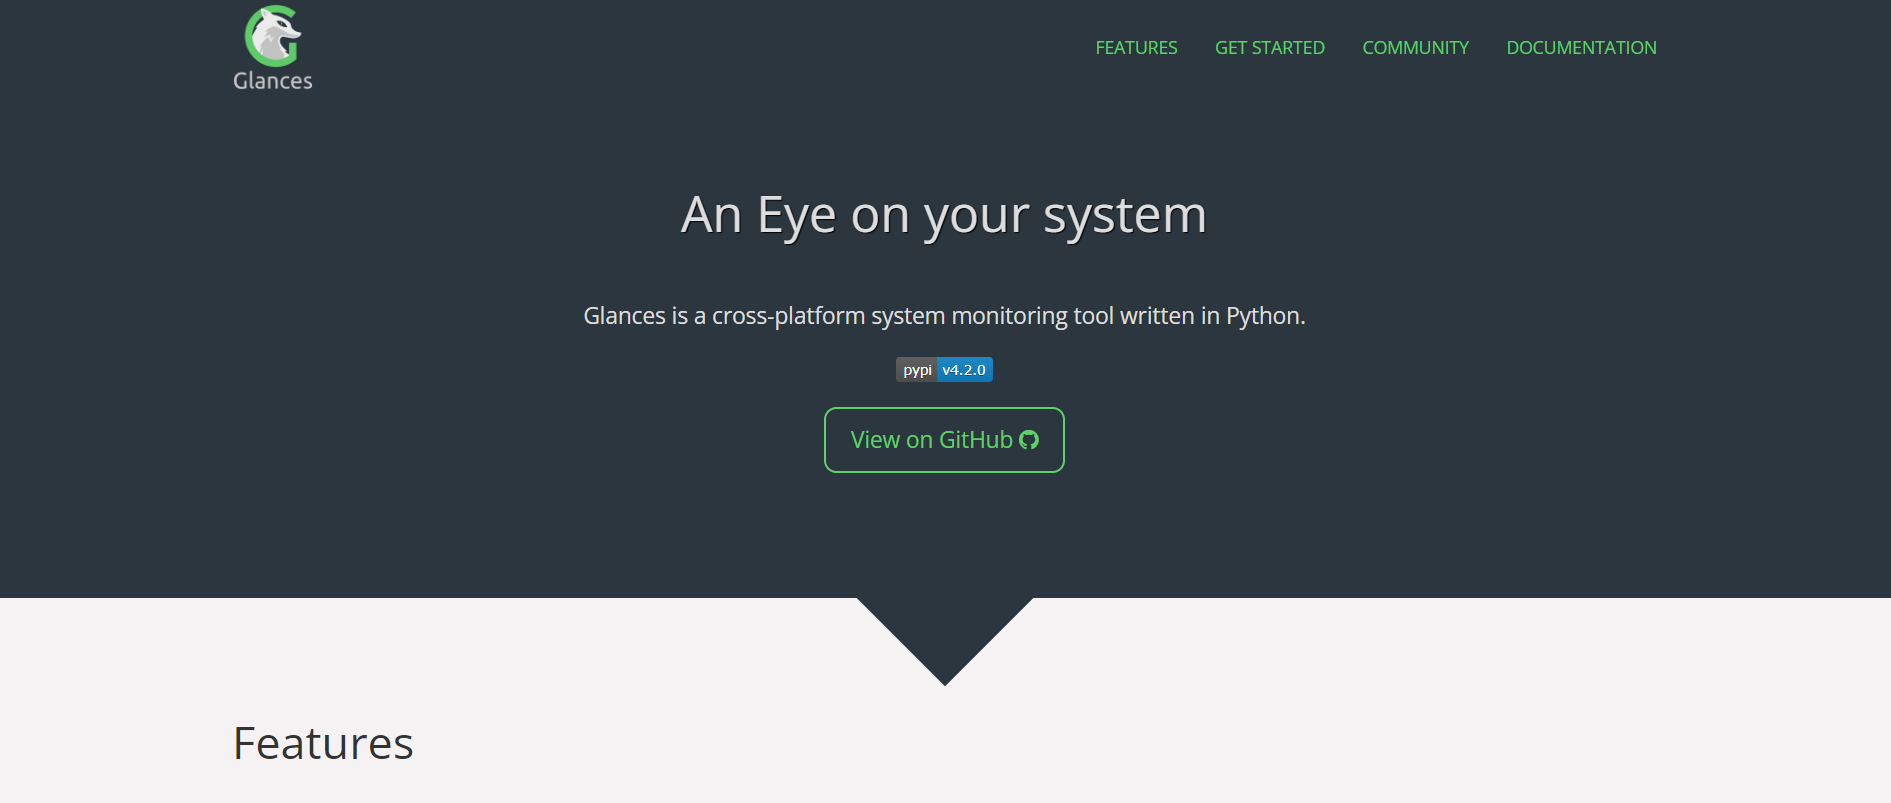 Glances
FEATURES GET STARTED COMMUNITY DOCUMENTATION
An Eye on your system
Glances is a cross-platform system monitoring tool written in Python.
pypi v4.2.0
View on GitHub
Features